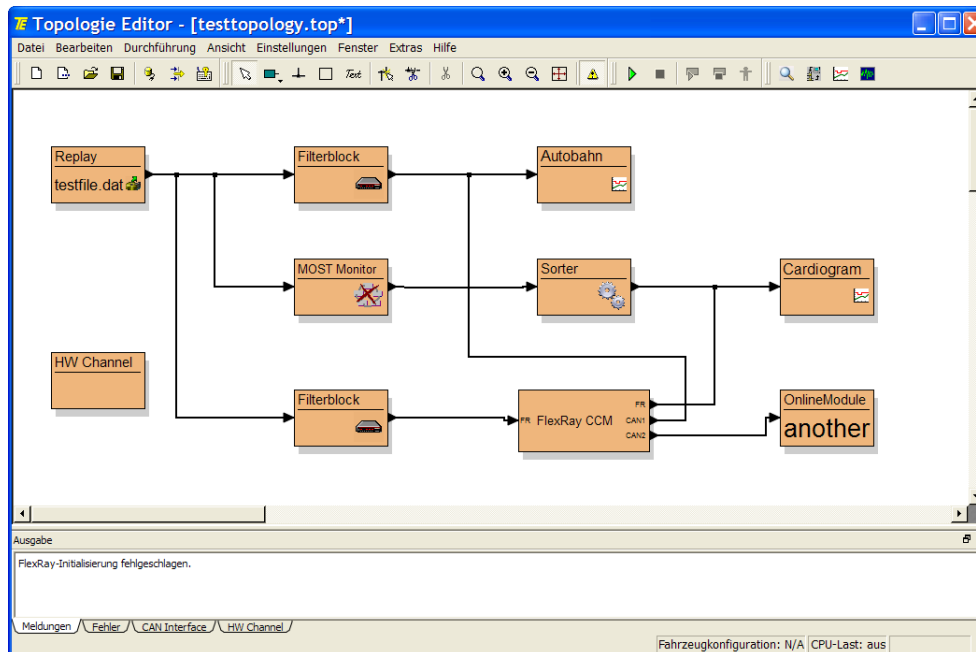 TE Topologie Editor - [testtopology.top*]
Datei Bearbeiten Durchführung Ansicht Einstellungen Fenster Extras Hilfe
Text
Replay
testfile.dat
Filterblock
Autobahn
MOST Monitor
Sorter
Cardiogram
HW Channel
Filterblock
FR FlexRay CCM
FR
CAN1
CAN2
OnlineModule
another
Ausgabe
FlexRay-Initialisierung fehlgeschlagen.
Meldungen Fehler CAN Interface HW Channel
Fahrzeugkonfiguration: N/A CPU-Last: aus